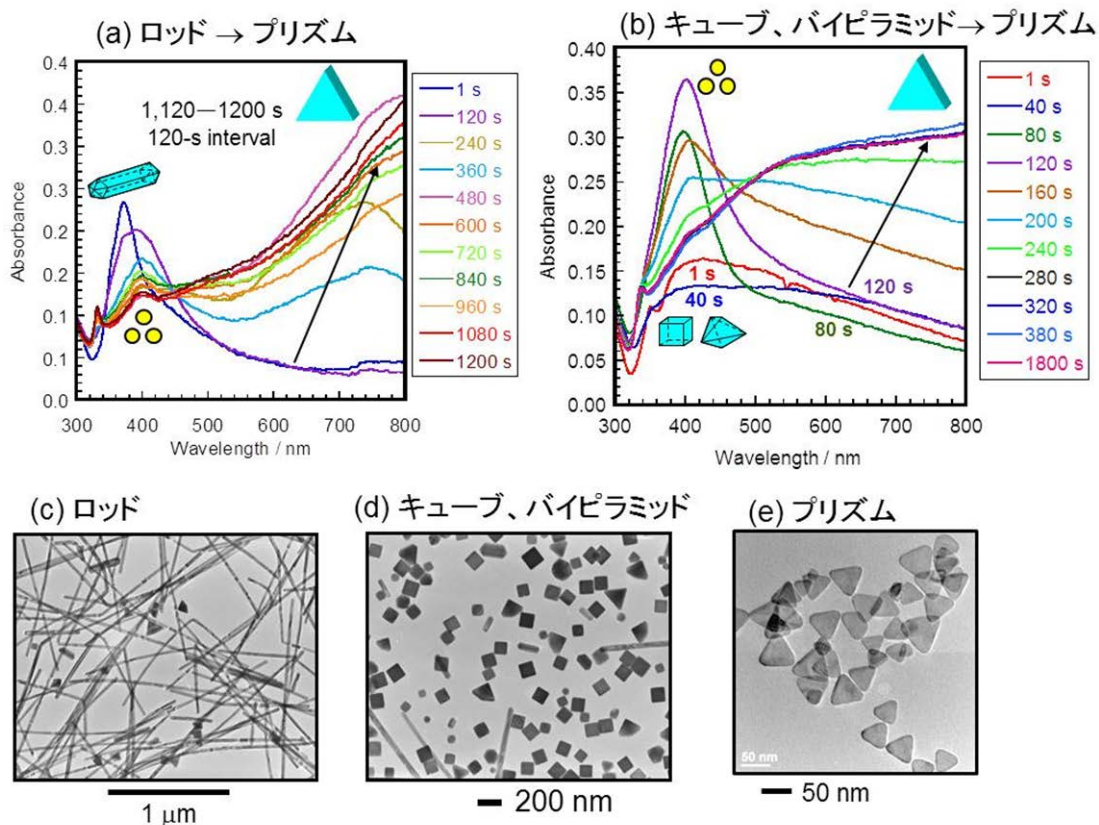 (a) ロッド → プリズム
0.4
0.4
0.3
0.3
0.2
0.2
0.1
0.1
0.0
Absorbance
300 400 500 600 700 800
Wavelength / nm
1,120—1200 s
120-s interval
1 s
120 s
240 s
360 s
480 s
600 s
720 s
840 s
960 s
1080 s
1200 s
(b) キューブ、バイピラミッド→ プリズム
0.40
0.35
0.30
0.25
0.20
0.15
0.10
0.05
0.00
Absorbance
300 400 500 600 700 800
Wavelength / nm
1 s
40 s
120 s
80 s
1 s
40 s
80 s
120 s
160 s
200 s
240 s
280 s
320 s
380 s
1800 s
(c) ロッド
1 μm
(d) キューブ、バイピラミッド
200 nm
(e) プリズム
50 nm
50 nm